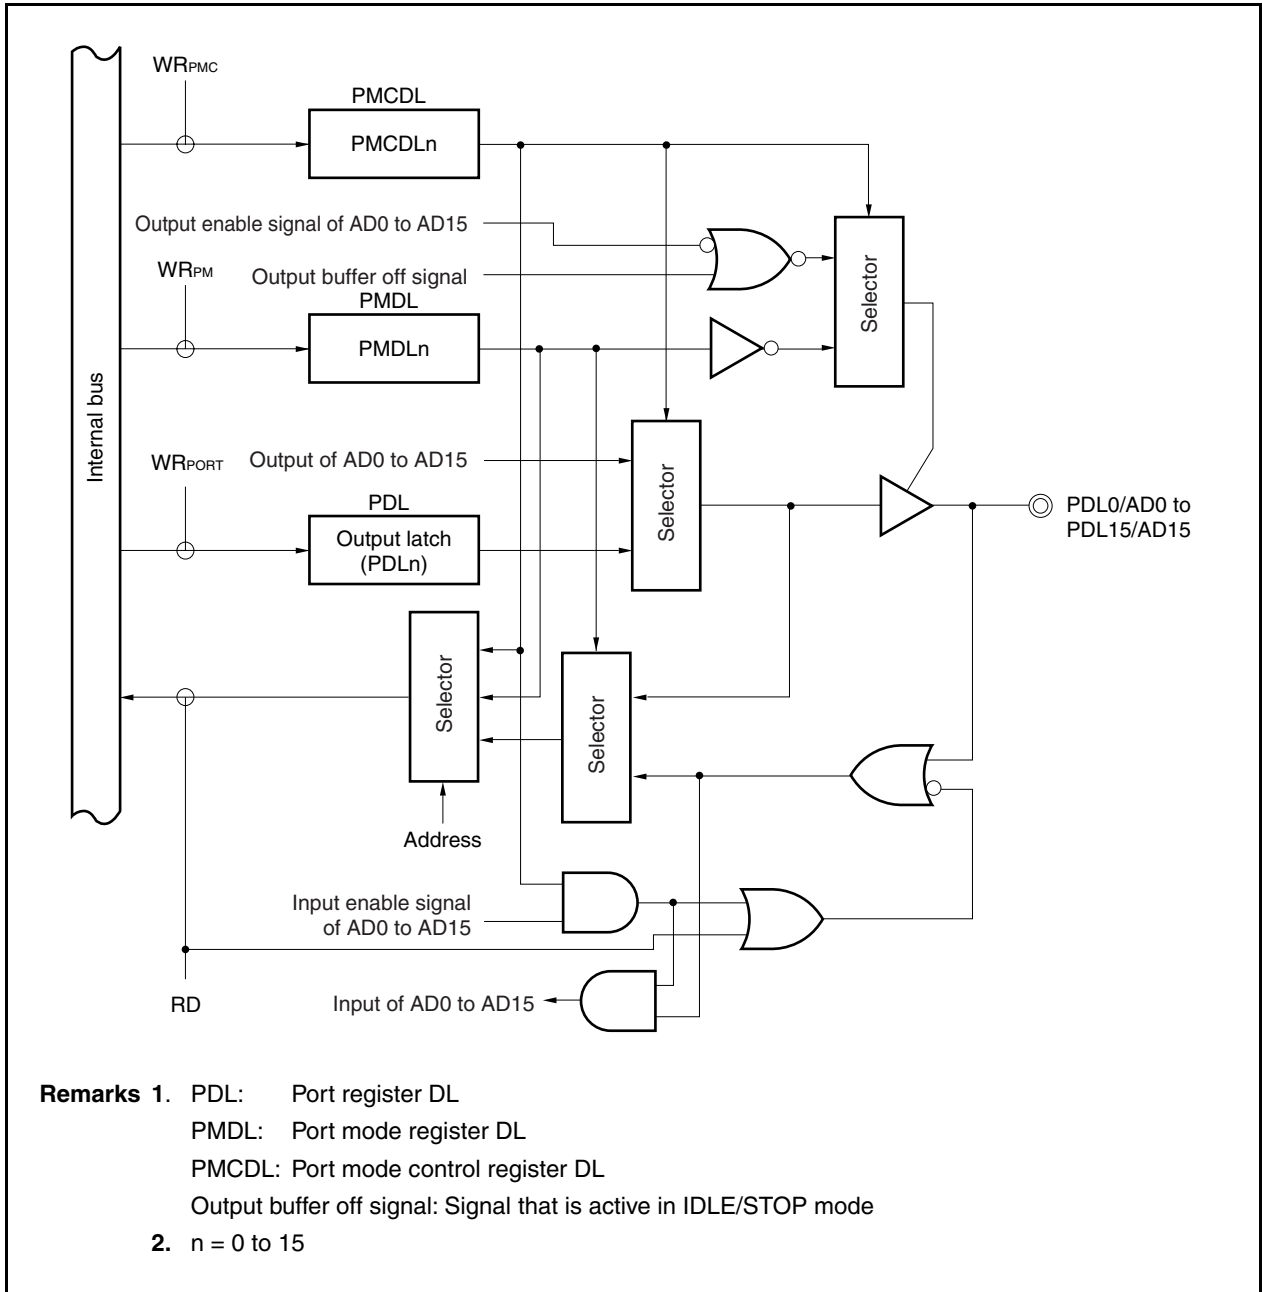 WRPMC
PMCDL
PMCDLn
Output enable signal of AD0 to AD15
WRPM
Output buffer off signal
PMDL
PMDLn
Selector
Internal bus
WRPORT
Output of AD0 to AD15
PDL
Output latch
(PDLn)
Selector
PDL0/AD0 to
PDL15/AD15
Selector
Selector
Address
Input enable signal
of AD0 to AD15
RD
Input of AD0 to AD15
Remarks 1. PDL: Port register DL
PMDL: Port mode register DL
PMCDL: Port mode control register DL
Output buffer off signal: Signal that is active in IDLE/STOP mode
2. n = 0 to 15